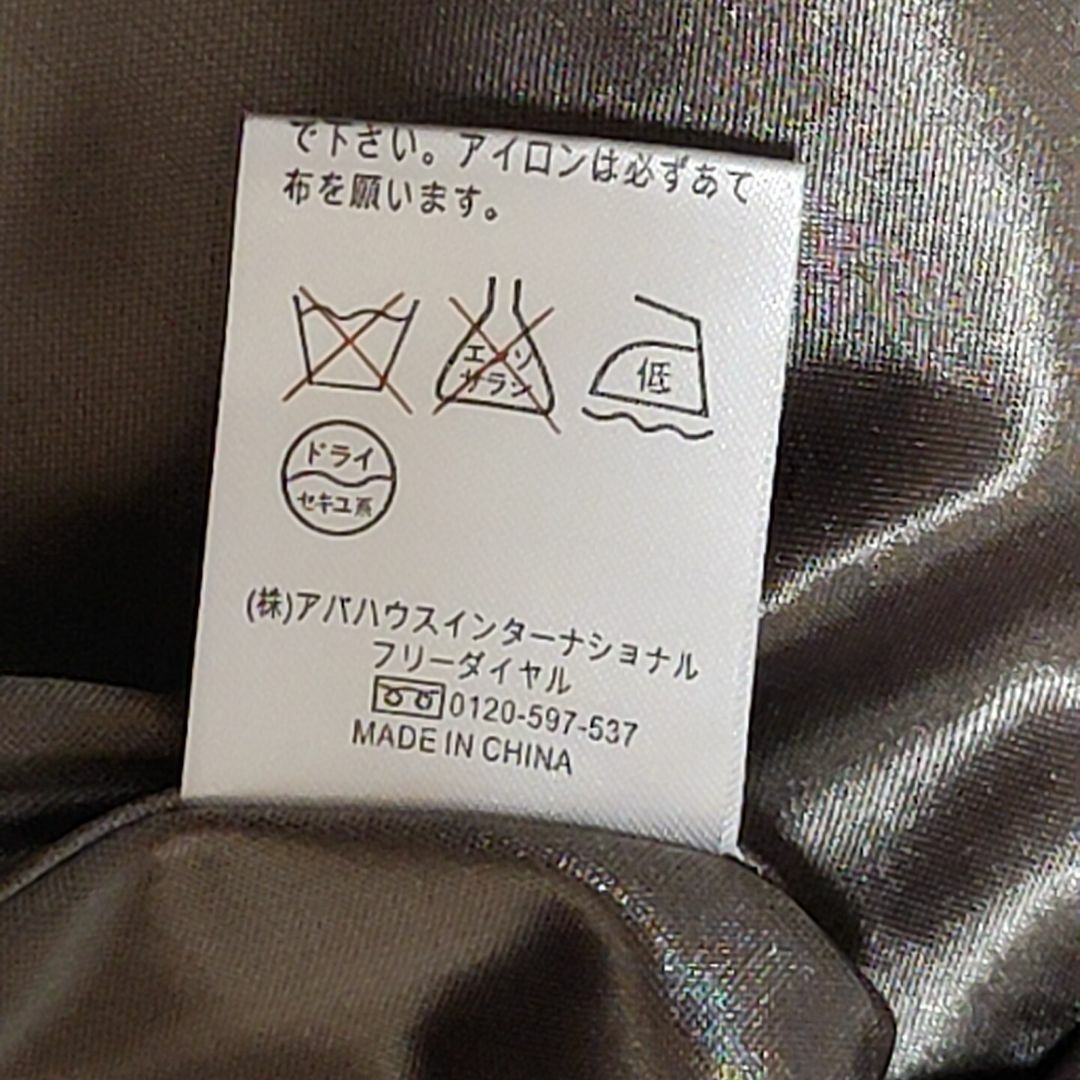 で下さい。アイロンは必ずあて
布を願います。
エンソ
サラシ
低
ドライ
セキユ系
(株)アバハウスインターナショナル
フリーダイヤル
0120-597-537
MADE IN CHINA